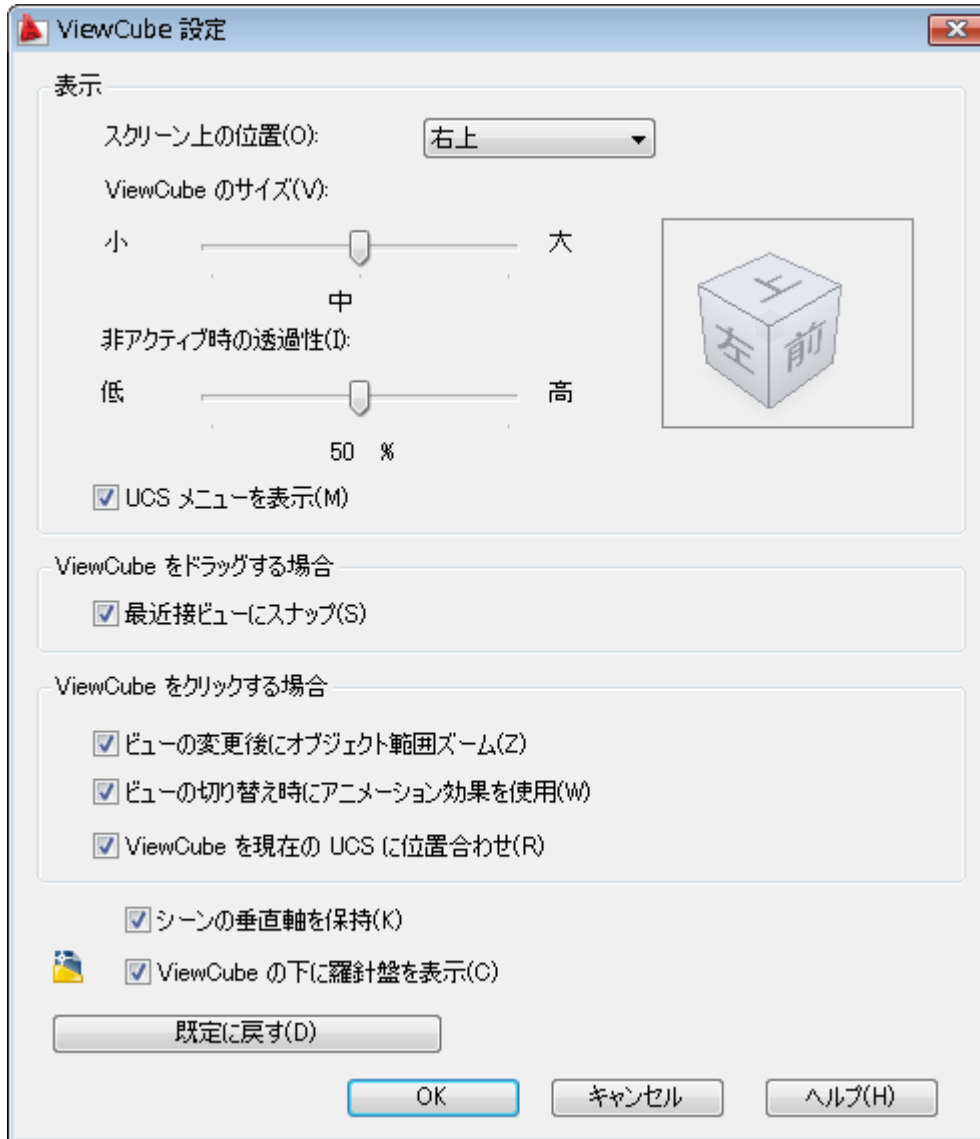 ViewCube 設定
表示
スクリーン上の位置(O):
右上
ViewCube のサイズ(V):
小
大
中
非アクティブ時の透過性(I):
低
高
50 %
上
左
前
UCS メニューを表示(M)
ViewCube をドラッグする場合
最近接ビューにスナップ(S)
ViewCube をクリックする場合
ビューの変更後にオブジェクト範囲ズーム(Z)
ビューの切り替え時にアニメーション効果を使用(W)
ViewCube を現在の UCS に位置合わせ(R)
シーンの垂直軸を保持(K)
ViewCube の下に羅針盤を表示(C)
既定に戻す(D)
OK
キャンセル
ヘルプ(H)